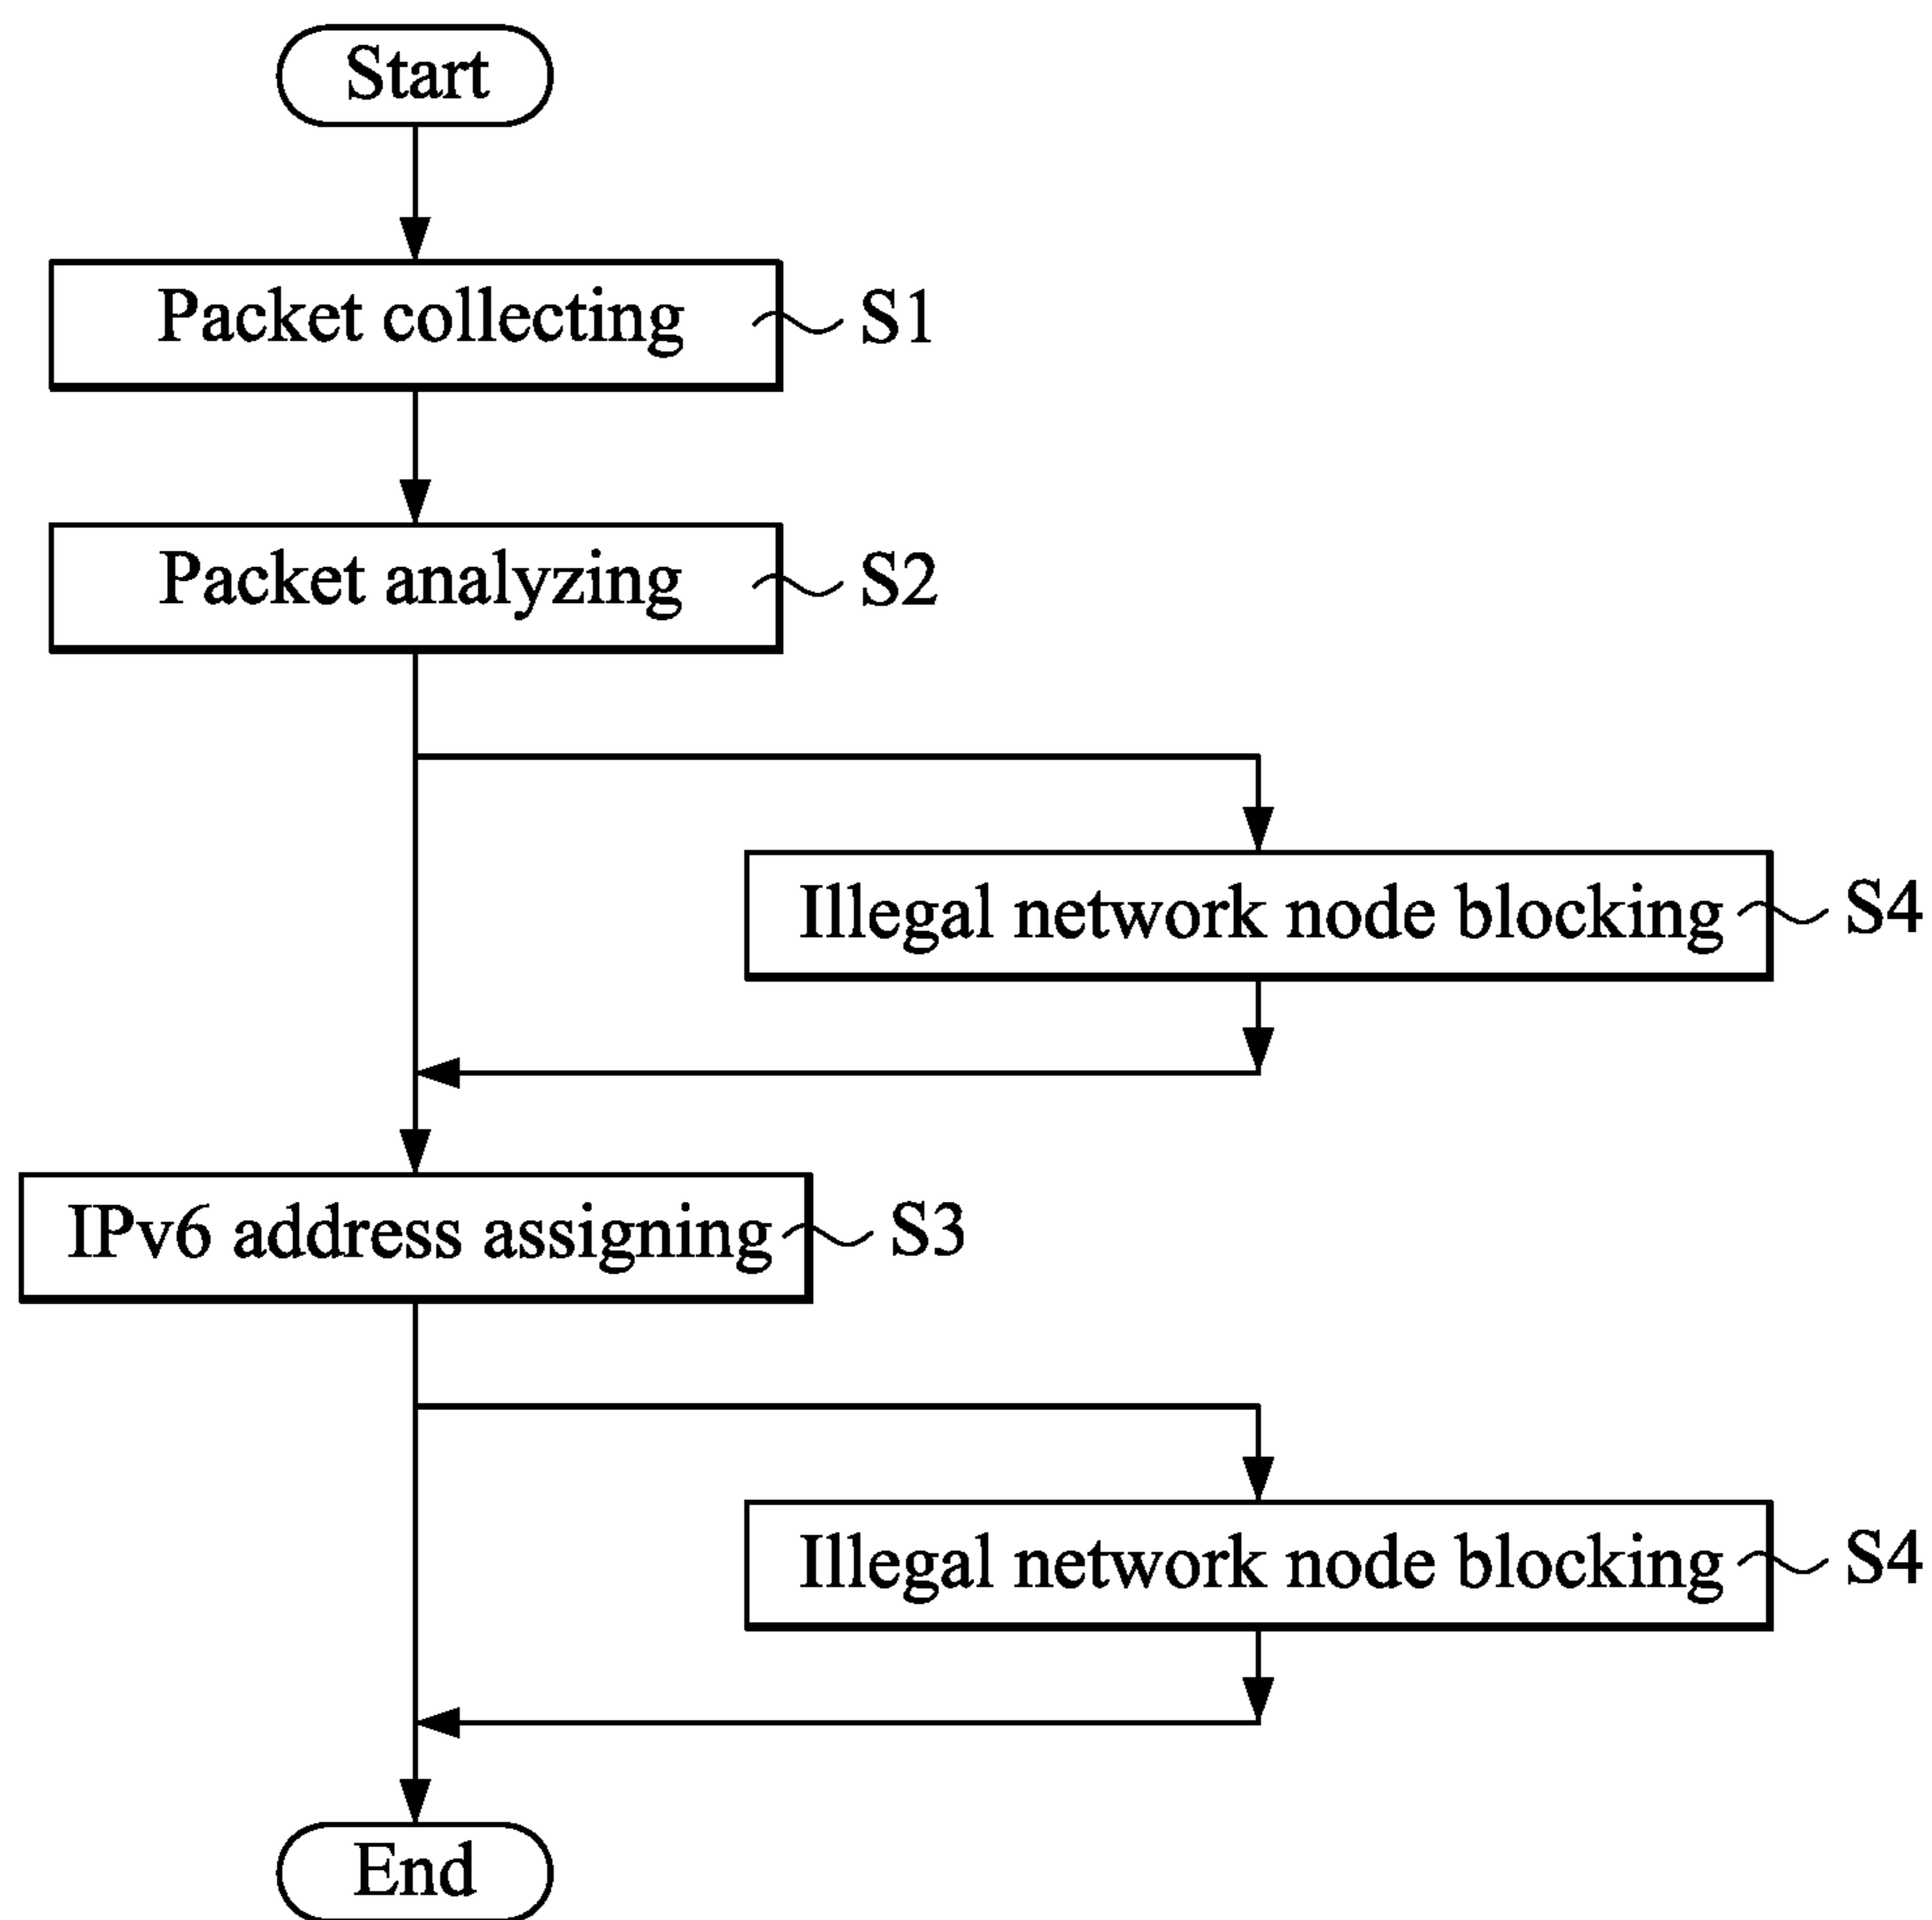 Start
Packet collecting S1
Packet analyzing S2
Illegal network node blocking S4
IPv6 address assigning S3
Illegal network node blocking S4
End